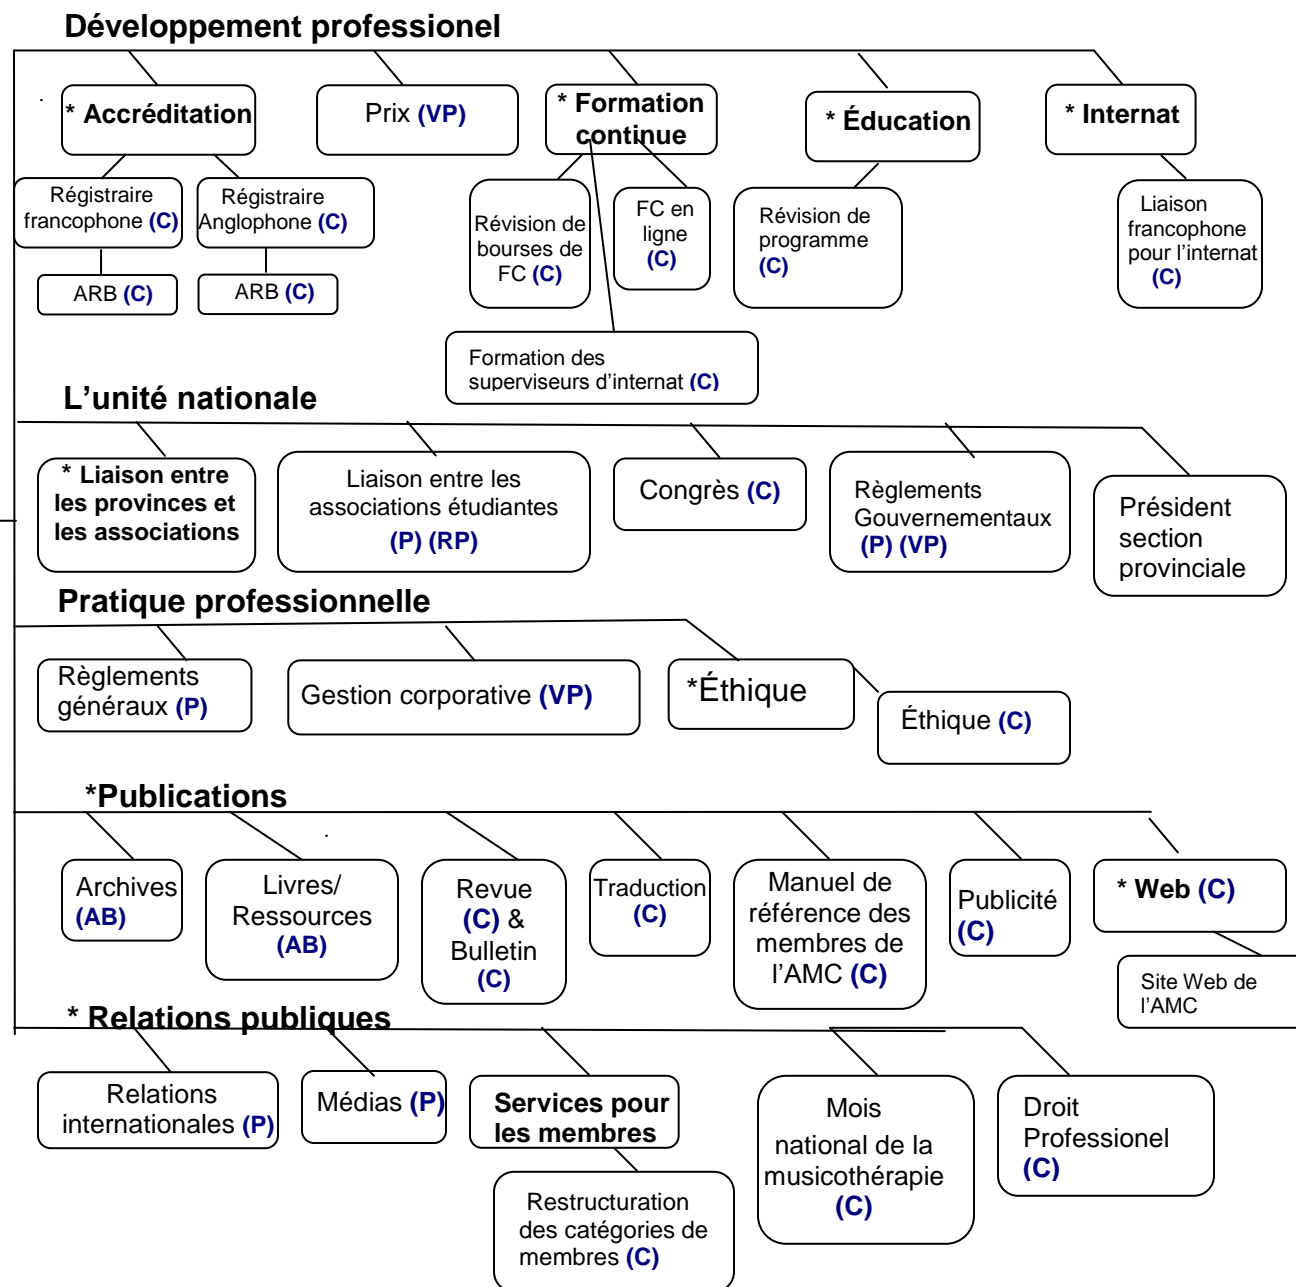 Développement professionel
* Accréditation
Prix (VP)
* Formation
continue
* Éducation
* Internat
Régistraire
francophone (C)
Régistraire
Anglophone (C)
ARB (C)
ARB (C)
Révision de
bourses de
FC (C)
FC en
ligne
(C)
Révision de
programme
(C)
Liaison
francophone
pour l'internat
(C)
Formation des
superviseurs d'internat (C)
L'unité nationale
* Liaison entre
les provinces et
les associations
Liaison entre les
associations étudiantes
(P) (RP)
Congrès (C)
Règlements
Gouvernementaux
(P) (VP)
Président
section
provinciale
Pratique professionnelle
Règlements
généraux (P)
Gestion corporative (VP)
*Éthique
Éthique (C)
*Publications
Archives
(AB)
Livres/
Ressources
(AB)
Revue
(C) &
Bulletin
(C)
Traduction
(C)
Manuel de
référence des
membres de
l'AMC (C)
Publicité
(C)
* Web (C)
Site Web de
l'AMC
* Relations publiques
Relations
internationales (P)
Médias (P)
Services pour
les membres
Restructuration
des catégories de
membres (C)
Mois
national de la
musicothérapie
(C)
Droit
Professionel
(C)